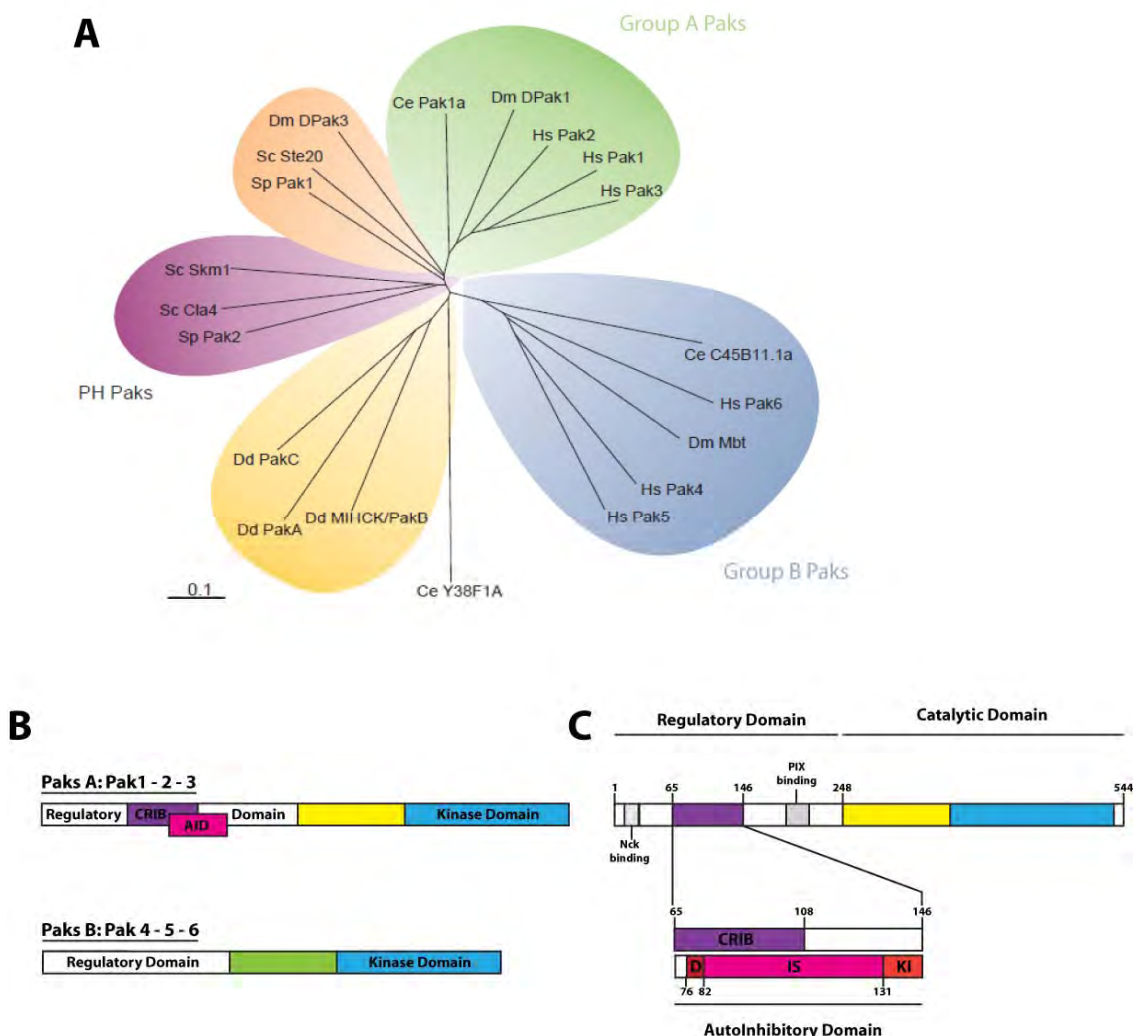 A
Group A Paks
Ce Pak1a
Dm DPak1
Dm DPak3
Hs Pak2
Sc Ste20
Hs Pak1
Sp Pak1
Hs Pak3
Sc Skm1
Sc Cla4
Sp Pak2
PH Paks
Ce C45B11.1a
Hs Pak6
Dm Mbt
Dd PakC
Hs Pak4
Dd PakA
Dd MIHCK/PakB
Hs Pak5
Group B Paks
0.1
Ce Y38F1A
B
Paks A: Pak1 - 2 - 3
Regulatory CRIB Domain Kinase Domain
AID
Paks B: Pak 4 - 5 - 6
Regulatory Domain Kinase Domain
C
Regulatory Domain Catalytic Domain
PIX
binding
1 65 146 248 544
Nck
binding
65 108 146
CRIB
D IS KI
76 82 131
AutoInhibitory Domain